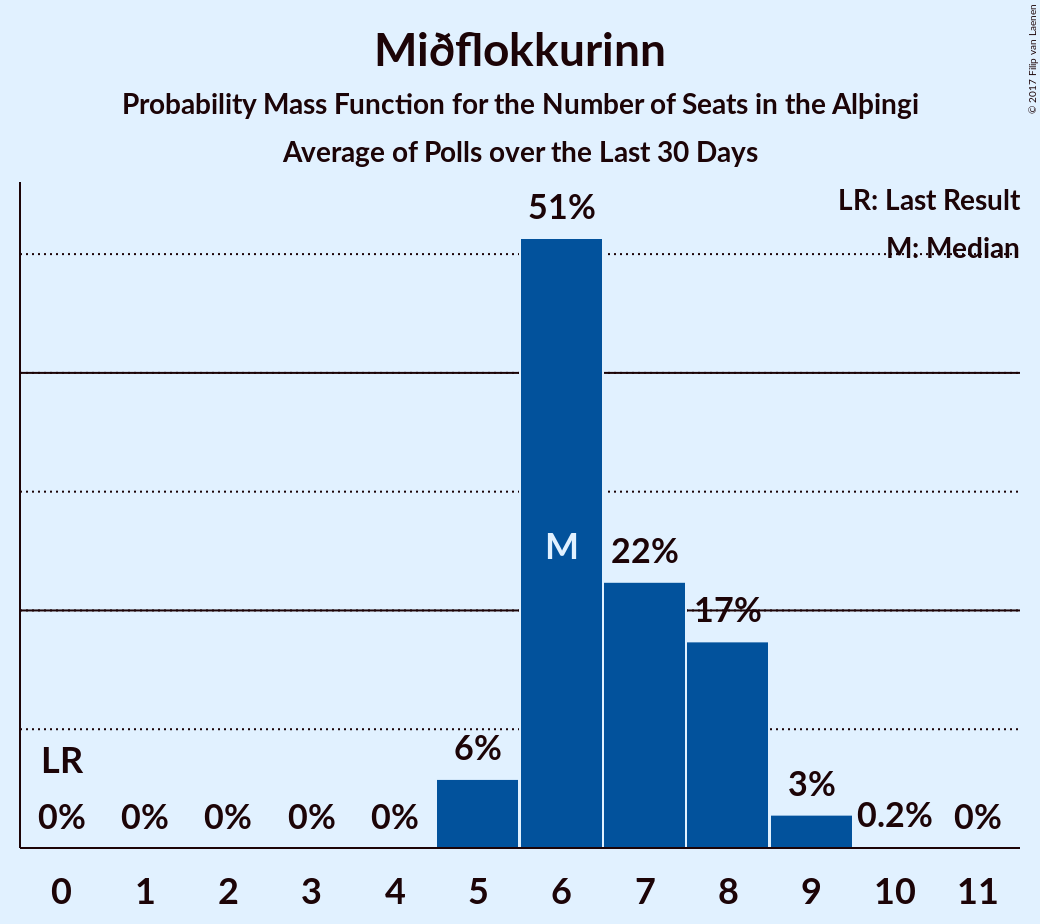 Miðflokkurinn
Probability Mass Function for the Number of Seats in the Alþingi
Average of Polls over the Last 30 Days
© 2017 Filip van Laenen
LR: Last Result
M: Median
51%
M
22%
17%
LR
6%
3%
0% 0% 0% 0% 0% 0.2% 0%
0 1 2 3 4 5 6 7 8 9 10 11